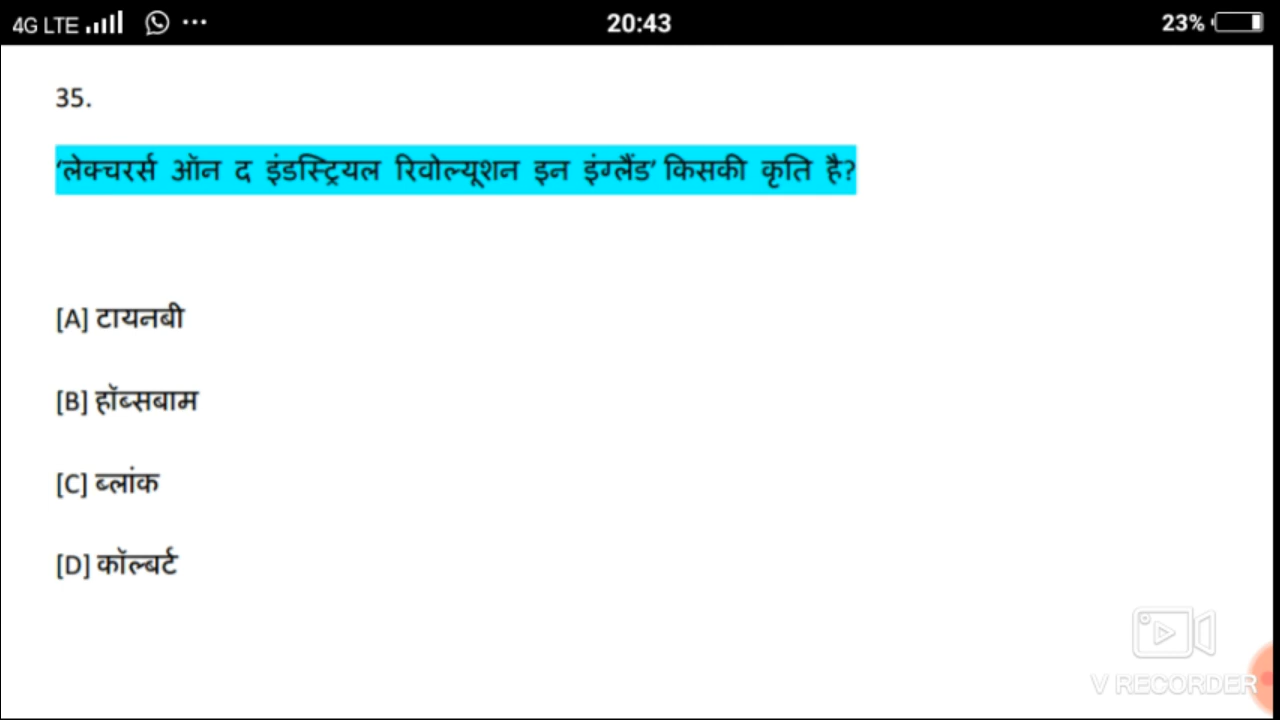 4G LTE 20:43 23%
35.
‘लेक्चरर्स ऑन द इंडस्ट्रियल रिवोल्यूशन इन इंग्लैंड’ किसकी कृति है?
[A] टायनबी
[B] हॉब्सबाम
[C] ब्लांक
[D] कॉल्बर्ट
V RECORDER